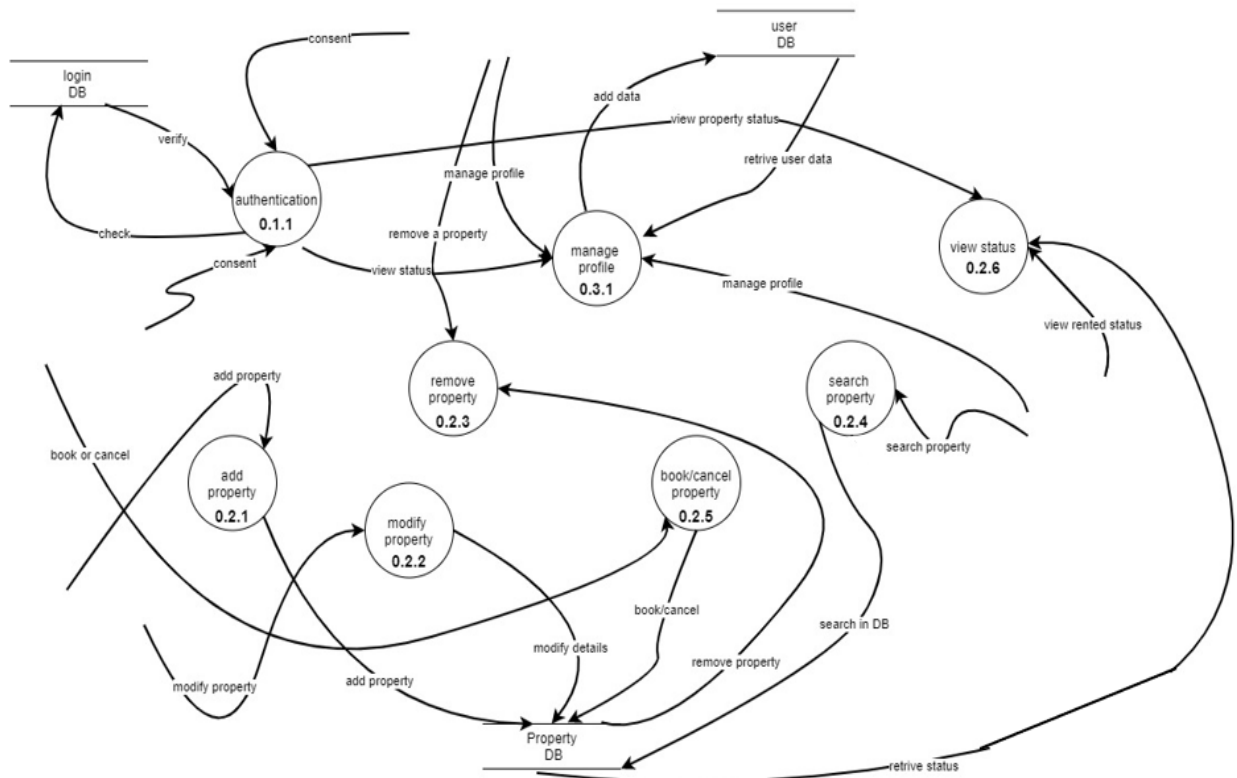 user
DB
consent
login
DB
add data
view property status
verify
retrive user data
manage profile
authentication
0.1.1
check
remove a property
consent
view status
manage
profile
0.3.1
view status
0.2.6
manage profile
view rented status
add property
remove
property
0.2.3
search
property
0.2.4
search property
book or cancel
add
property
0.2.1
book/cancel
property
0.2.5
modify
property
0.2.2
book/cancel
search in DB
modify details
remove property
modify property
add property
Property
DB
retrive status